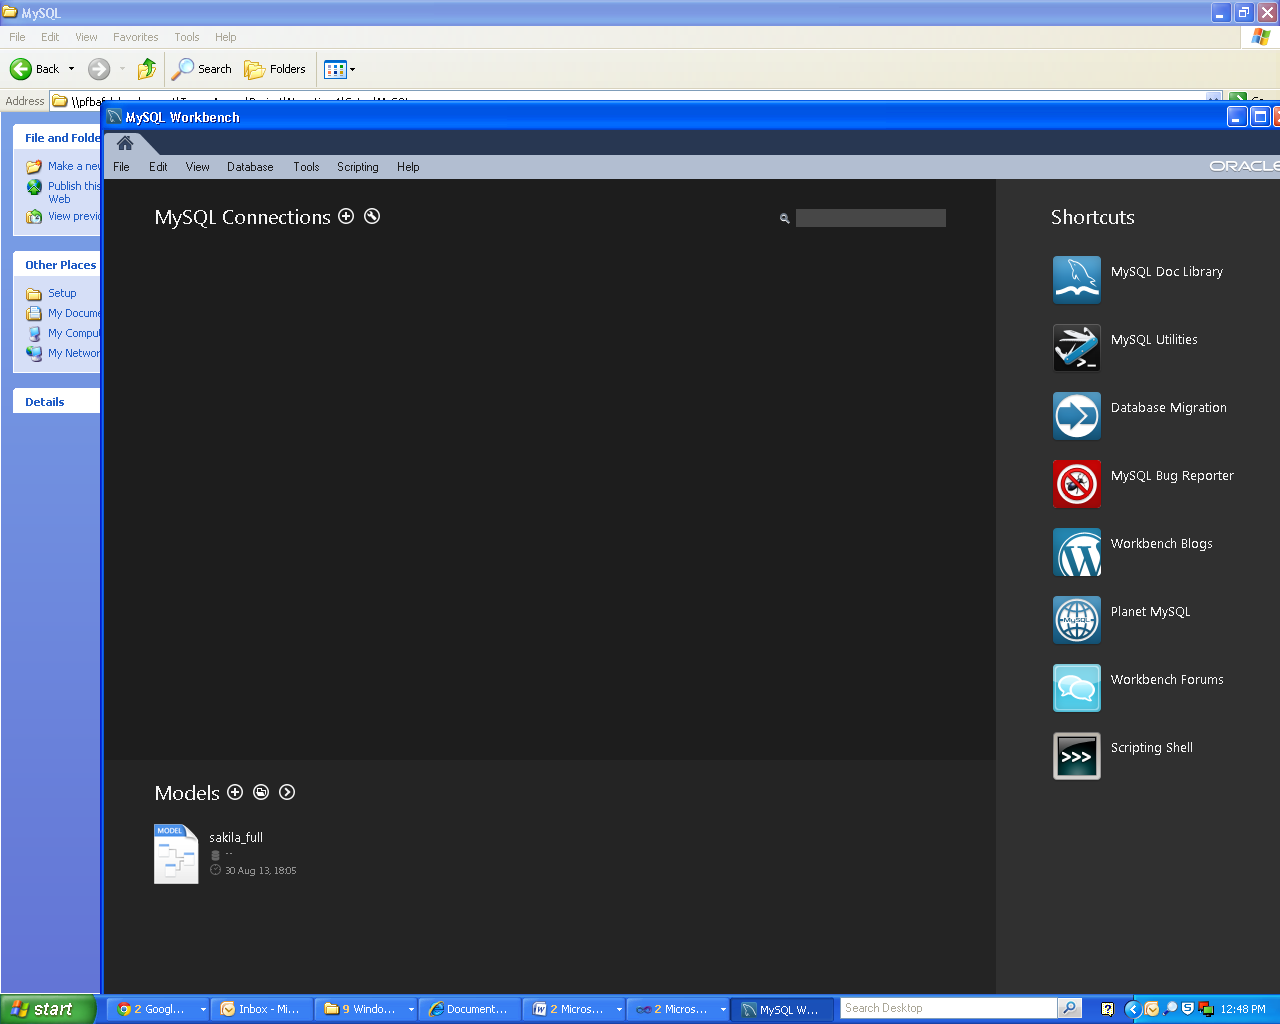 MySQL
File Edit View Favorites Tools Help
Back Search Folders
Address
MySQL Workbench
File and Folde
Make a new
Publish this
Web
View previo
Other Places
Setup
My Docume
My Comput
My Networ
Details
File Edit View Database Tools Scripting Help
ORACLE
MySQL Connections
Shortcuts
MySQL Doc Library
MySQL Utilities
>_
Database Migration
MySQL Bug Reporter
Workbench Blogs
Planet MySQL
MySQL
Workbench Forums
Scripting Shell
>>>
Models
MODEL
sakila_full
--
30 Aug 13, 18:05
start
2 Googl...
Inbox - Mi...
9 Windo...
Document...
2 Micros...
2 Micros...
MySQL W...
Search Desktop
12:48 PM